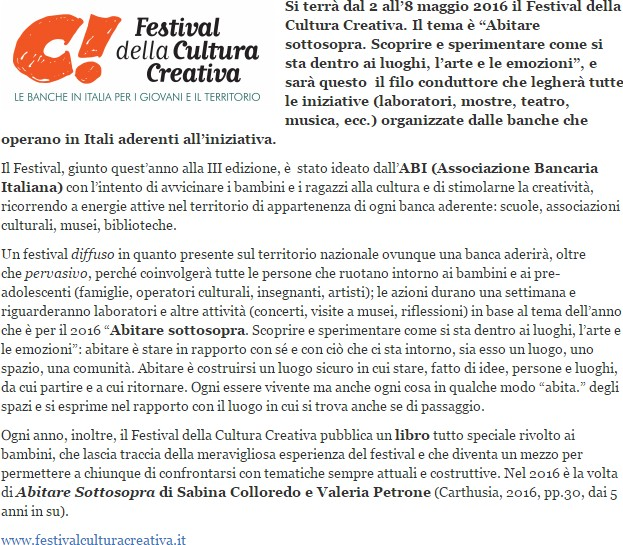 C!
Festival
della Cultura
Creativa
LE BANCHE IN ITALIA PER I GIOVANI E IL TERRITORIO
Si terrà dal 2 all’8 maggio 2016 il Festival della
Cultura Creativa. Il tema è “Abitare
sottosopra. Scoprire e sperimentare come si
sta dentro ai luoghi, l’arte e le emozioni”, e
sarà questo il filo conduttore che legherà tutte
le iniziative (laboratori, mostre, teatro,
musica, ecc.) organizzate dalle banche che
operano in Itali aderenti all’iniziativa.
Il Festival, giunto quest’anno alla III edizione, è stato ideato dall’ABI (Associazione Bancaria
Italiana) con l’intento di avvicinare i bambini e i ragazzi alla cultura e di stimolarne la creatività,
ricorrendo a energie attive nel territorio di appartenenza di ogni banca aderente: scuole, associazioni
culturali, musei, biblioteche.
Un festival diffuso in quanto presente sul territorio nazionale ovunque una banca aderirà, oltre
che pervasivo, perché coinvolgerà tutte le persone che ruotano intorno ai bambini e ai pre-
adolescenti (famiglie, operatori culturali, insegnanti, artisti); le azioni durano una settimana e
riguarderanno laboratori e altre attività (concerti, visite a musei, riflessioni) in base al tema dell’anno
che è per il 2016 “Abitare sottosopra. Scoprire e sperimentare come si sta dentro ai luoghi, l’arte e
le emozioni”: abitare è stare in rapporto con sé e con ciò che ci sta intorno, sia esso un luogo, uno
spazio, una comunità. Abitare è costruirsi un luogo sicuro in cui stare, fatto di idee, persone e luoghi,
da cui partire e a cui ritornare. Ogni essere vivente ma anche ogni cosa in qualche modo “abita.” degli
spazi e si esprime nel rapporto con il luogo in cui si trova anche se di passaggio.
Ogni anno, inoltre, il Festival della Cultura Creativa pubblica un libro tutto speciale rivolto ai
bambini, che lascia traccia della meravigliosa esperienza del festival e che diventa un mezzo per
permettere a chiunque di confrontarsi con tematiche sempre attuali e costruttive. Nel 2016 è la volta
di Abitare Sottosopra di Sabina Colloredo e Valeria Petrone (Carthusia, 2016, pp.30, dai 5
anni in su).
www.festivalculturacreativa.it